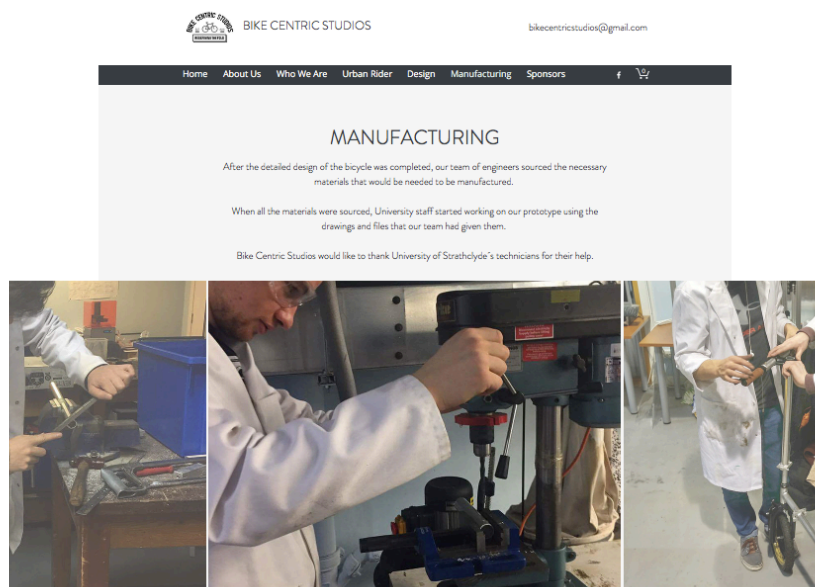 BIKE CENTRIC STUDIOS
BIKE CENTRIC STUDIOS
bikecentricstudios@gmail.com
Home About Us Who We Are Urban Rider Design Manufacturing Sponsors
0
MANUFACTURING
After the detailed design of the bicycle was completed, our team of engineers sourced the necessary
materials that would be needed to be manufactured.
When all the materials were sourced, University staff started working on our prototype using the
drawings and files that our team had given them.
Bike Centric Studios would like to thank University of Strathclyde´s technicians for their help.